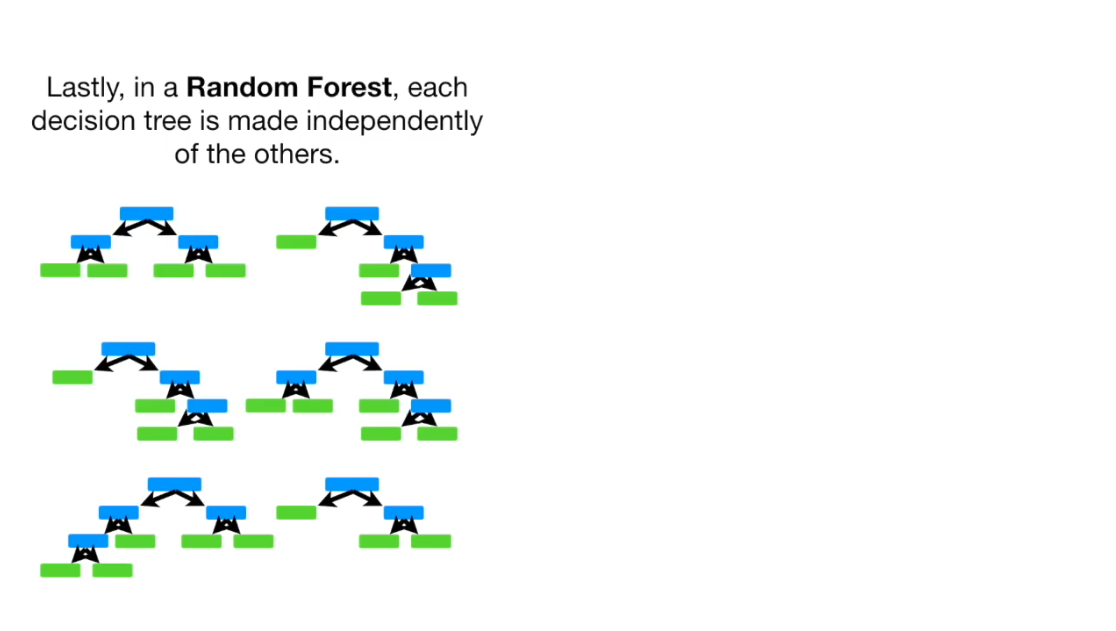 Lastly, in a Random Forest, each
decision tree is made independently
of the others.